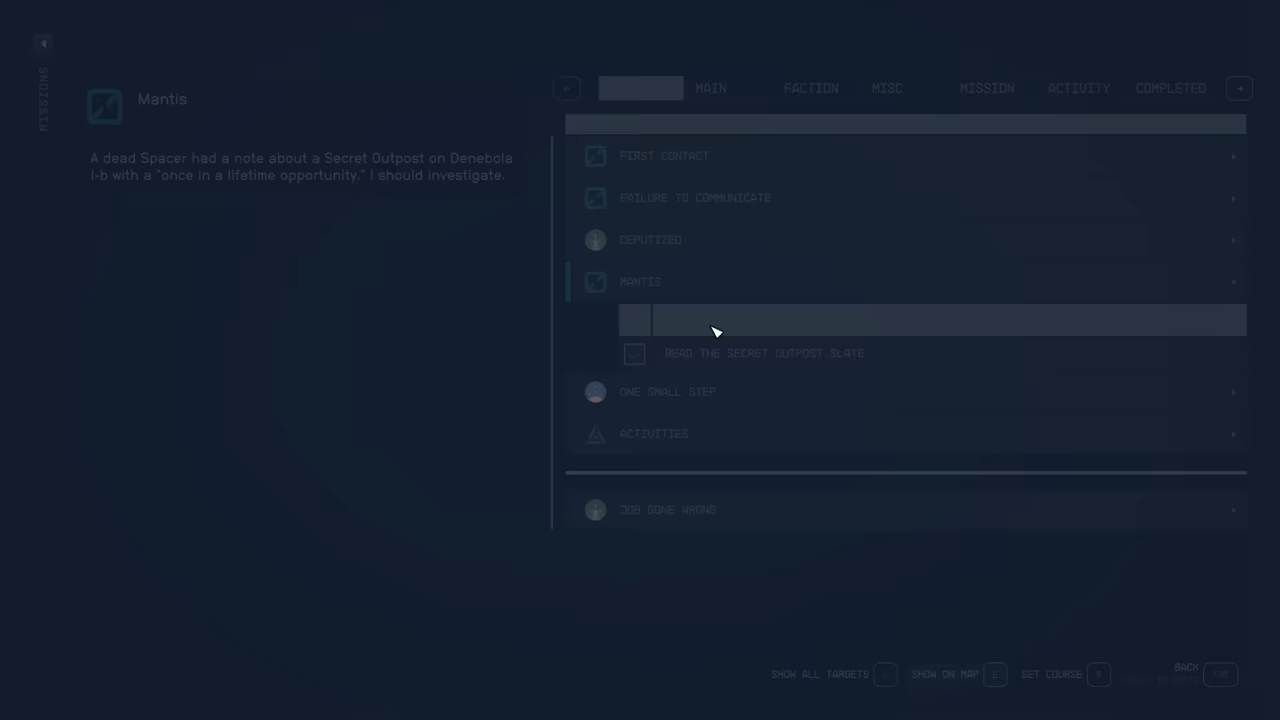 MISSIONS
Mantis
A dead Spacer had a note about a Secret Outpost on Denebola
I-b with a "once in a lifetime opportunity." I should investigate.
MAIN FACTION MISC MISSION ACTIVITY COMPLETED
FIRST CONTACT
FAILURE TO COMMUNICATE
DEPUTIZED
MANTIS
READ THE SECRET OUTPOST SLATE
ONE SMALL STEP
ACTIVITIES
JOB GONE WRONG
SHOW ALL TARGETS SHOW ON MAP SET COURSE R BACK TAB